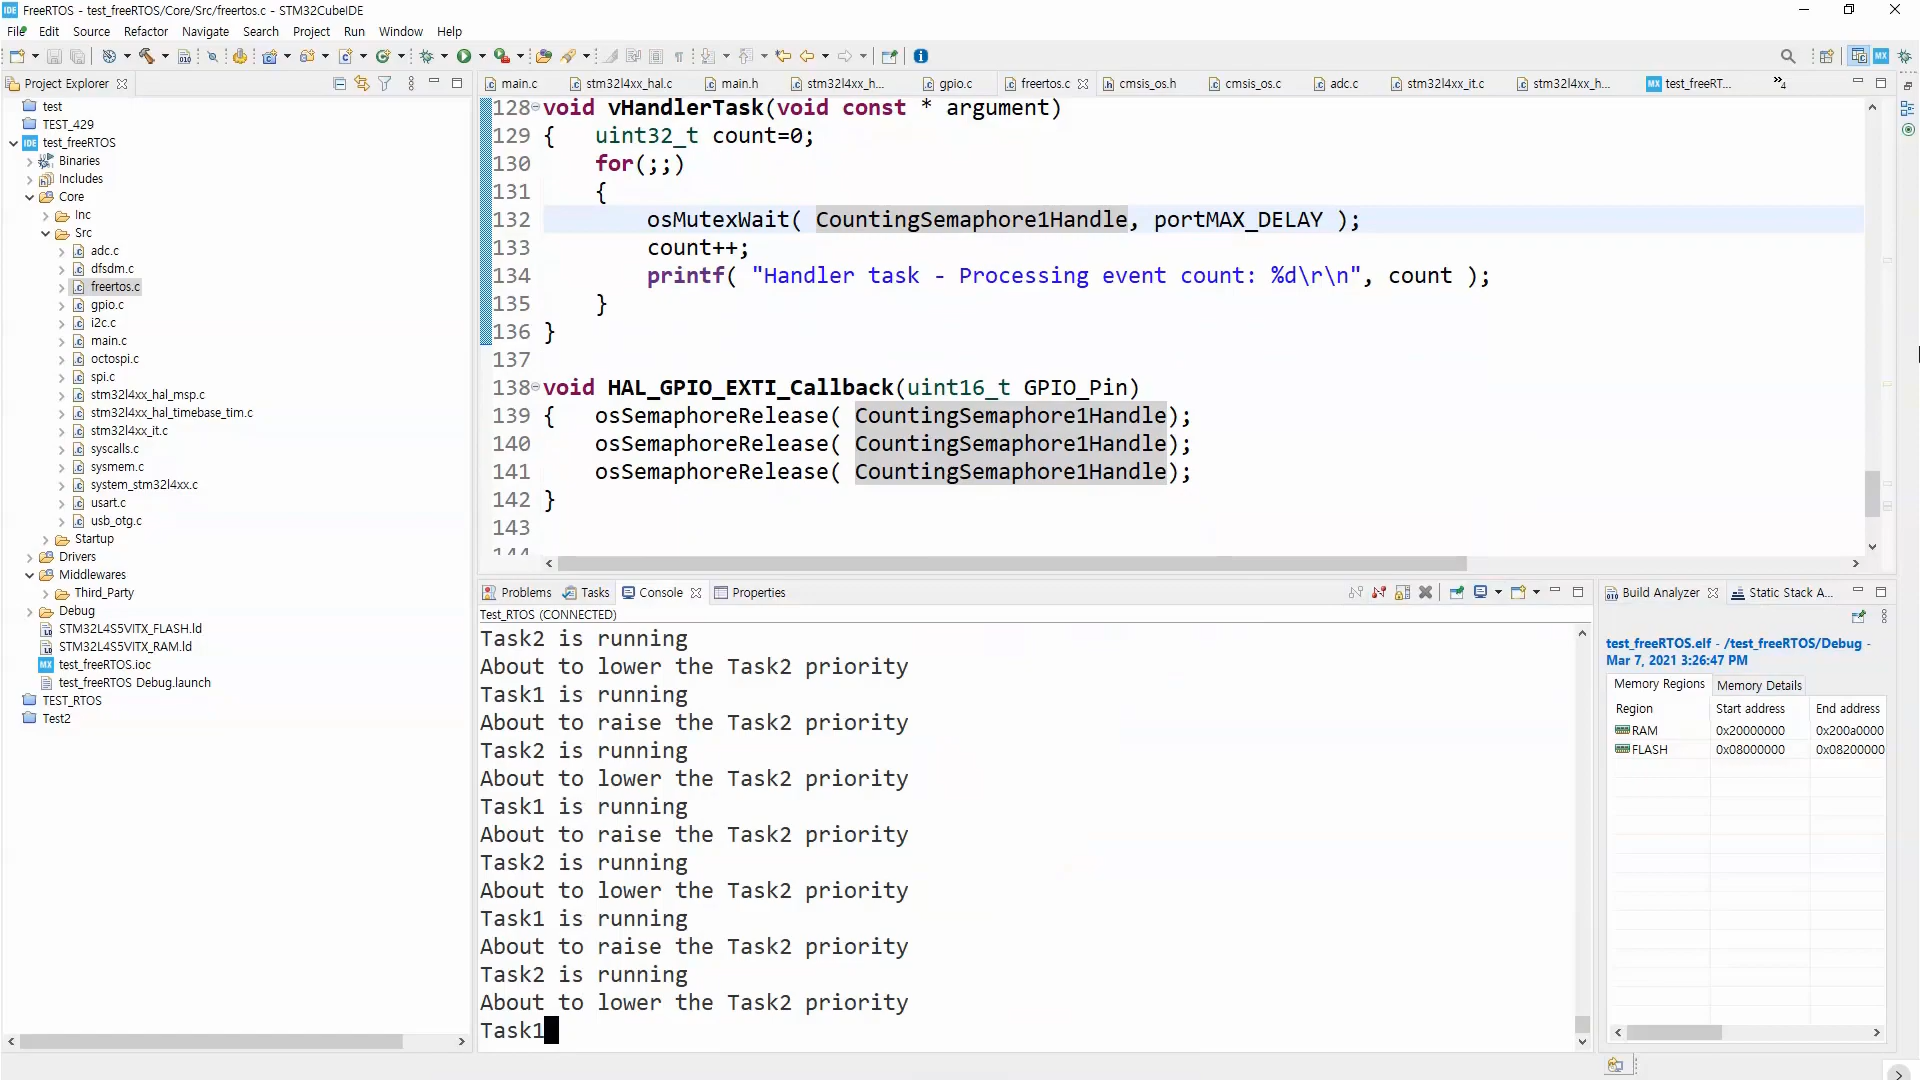 FreeRTOS - test_freeRTOS/Core/Src/freertos.c - STM32CubeIDE
File Edit Source Refactor Navigate Search Project Run Window Help
Project Explorer
main.c stm32l4xx_hal.c main.h stm32l4xx_h... gpio.c freertos.c cmsis_os.h cmsis_os.c adc.c stm32l4xx_it.c stm32l4xx_h... test_freeRT... »4
test
TEST_429
test_freeRTOS
Binaries
Includes
Core
Inc
Src
adc.c
dfsdm.c
freertos.c
gpio.c
i2c.c
main.c
octospi.c
spi.c
stm32l4xx_hal_msp.c
stm32l4xx_hal_timebase_tim.c
stm32l4xx_it.c
syscalls.c
sysmem.c
system_stm32l4xx.c
usart.c
usb_otg.c
Startup
Drivers
Middlewares
Third_Party
Debug
STM32L4S5VITX_FLASH.ld
STM32L4S5VITX_RAM.ld
test_freeRTOS.ioc
test_freeRTOS Debug.launch
TEST_RTOS
Test2
128 void vHandlerTask(void const * argument)
129 { uint32_t count=0;
130 for(;;)
131 {
132 osMutexWait( CountingSemaphore1Handle, portMAX_DELAY );
133 count++;
134 printf( "Handler task - Processing event count: %d\r\n", count );
135 }
136 }
137
138 void HAL_GPIO_EXTI_Callback(uint16_t GPIO_Pin)
139 { osSemaphoreRelease( CountingSemaphore1Handle);
140 osSemaphoreRelease( CountingSemaphore1Handle);
141 osSemaphoreRelease( CountingSemaphore1Handle);
142 }
143
144
Problems Tasks Console Properties
Test_RTOS (CONNECTED)
Task2 is running
About to lower the Task2 priority
Task1 is running
About to raise the Task2 priority
Task2 is running
About to lower the Task2 priority
Task1 is running
About to raise the Task2 priority
Task2 is running
About to lower the Task2 priority
Task1 is running
About to raise the Task2 priority
Task2 is running
About to lower the Task2 priority
Task1
Build Analyzer Static Stack A...
test_freeRTOS.elf - /test_freeRTOS/Debug -
Mar 7, 2021 3:26:47 PM
Memory Regions Memory Details
Region Start address End address
RAM 0x20000000 0x200a0000
FLASH 0x08000000 0x08200000